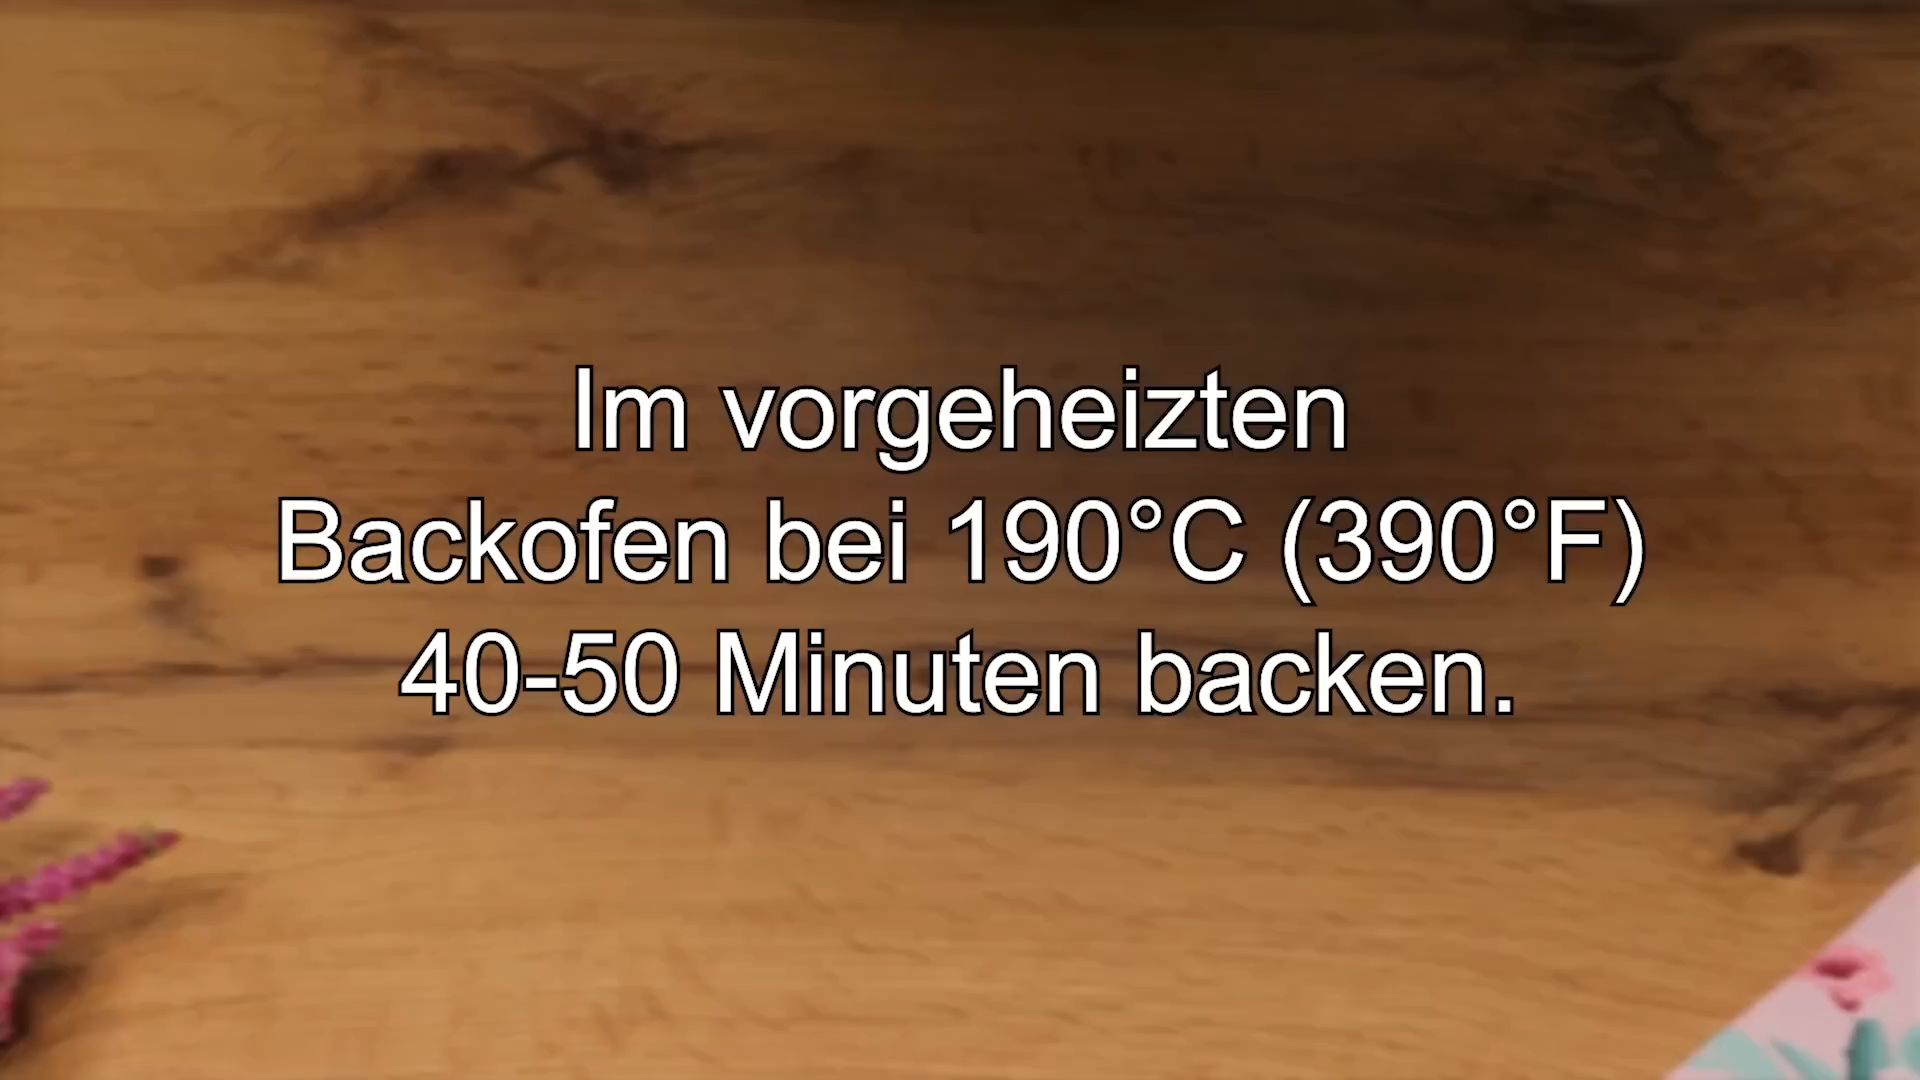 Im vorgeheizten
Backofen bei 190°C (390°F)
40-50 Minuten backen.